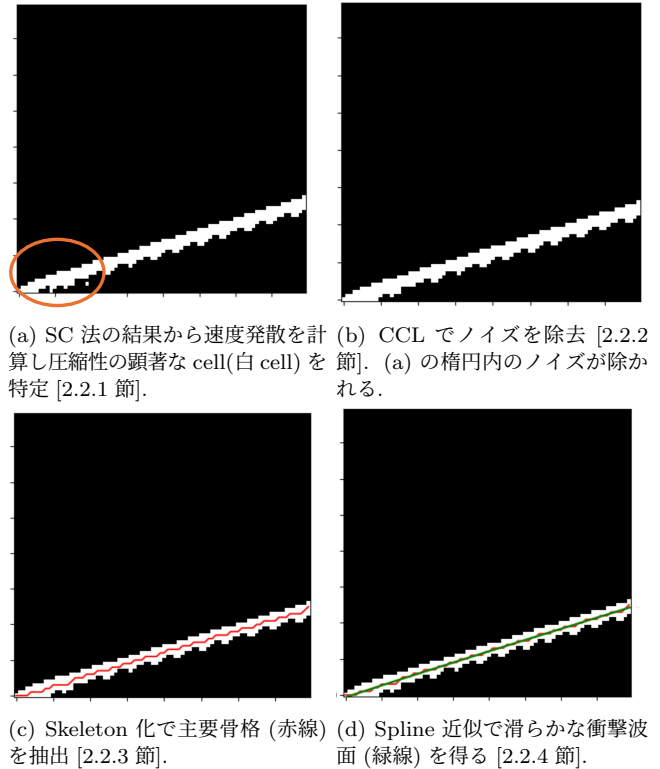 (a) SC 法の結果から速度発散を計
算し圧縮性の顕著な cell(白 cell) を
特定 [2.2.1 節].
(b) CCL でノイズを除去 [2.2.2
節]. (a) の楕円内のノイズが除か
れる.
(c) Skeleton 化で主要骨格 (赤線)
を抽出 [2.2.3 節].
(d) Spline 近似で滑らかな衝撃波
面 (緑線) を得る [2.2.4 節].